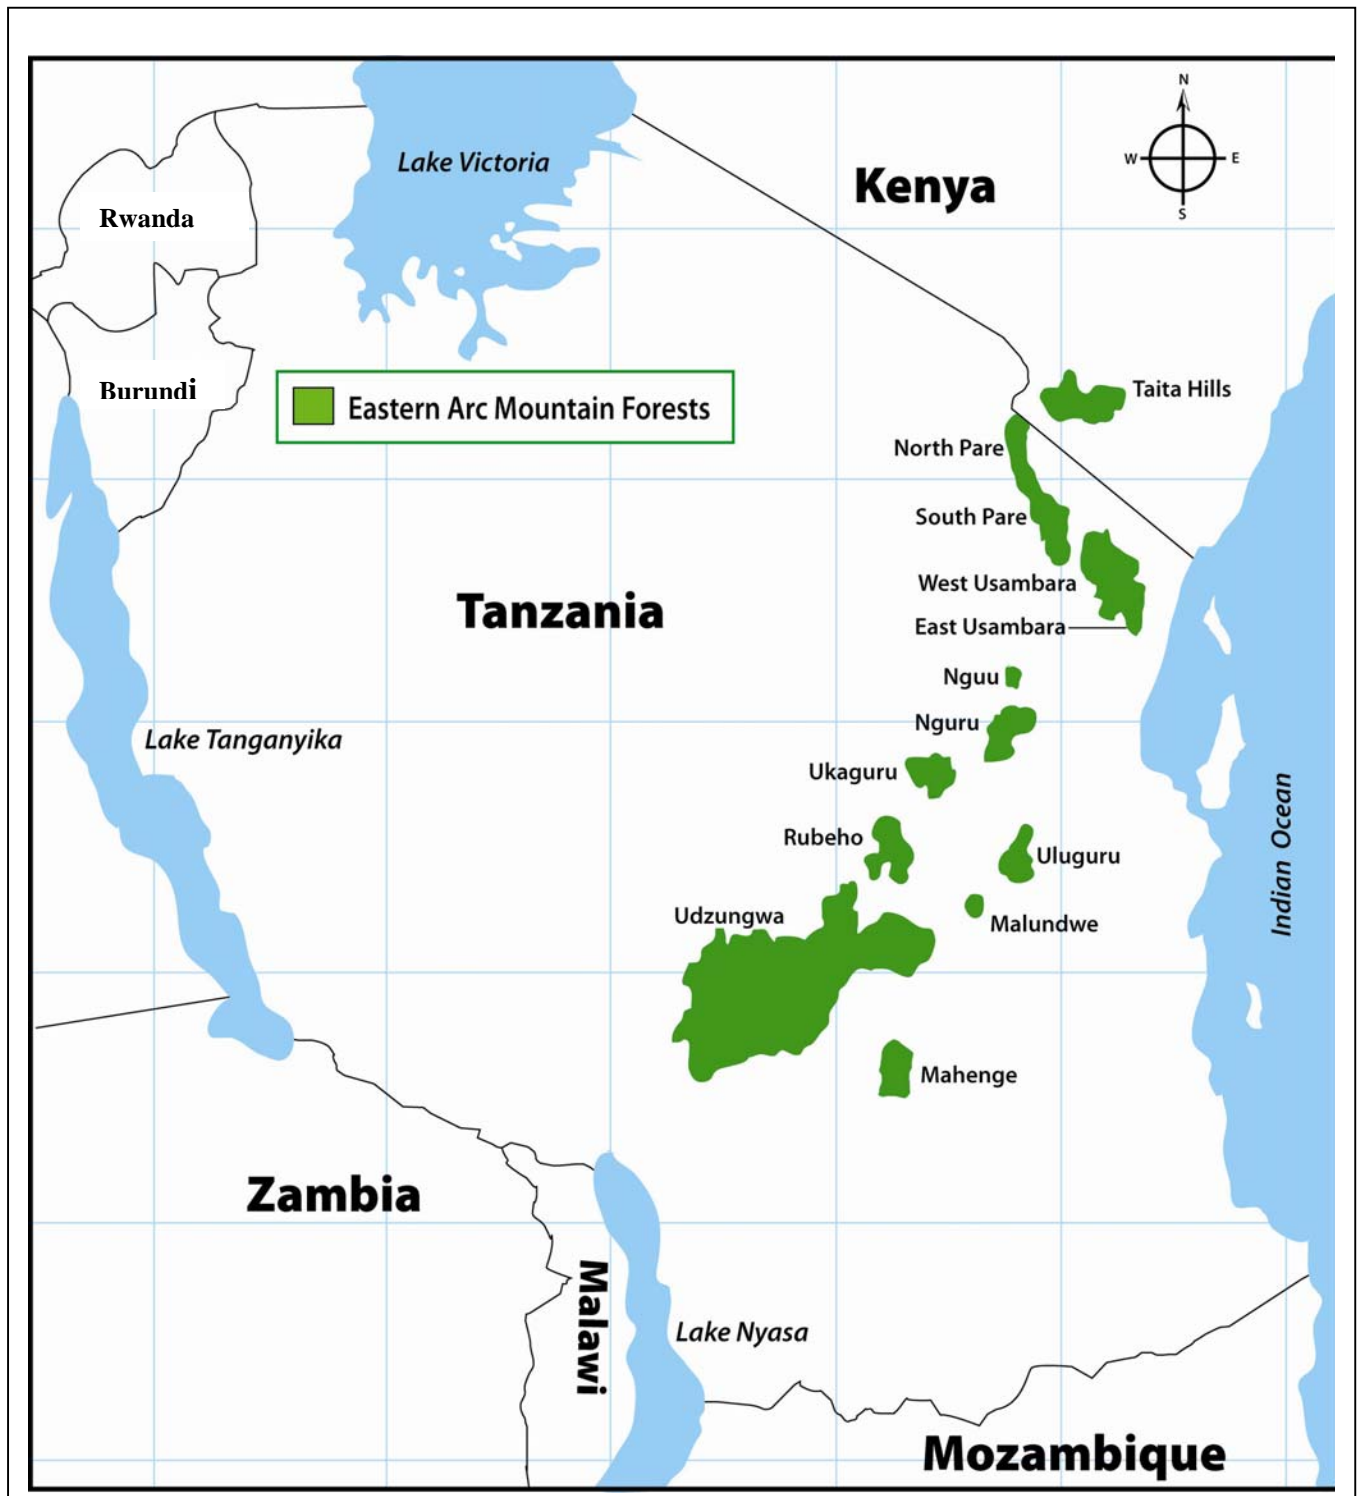 N
W
E
S
Lake Victoria
Kenya
Rwanda
Burundi
Eastern Arc Mountain Forests
Taita Hills
North Pare
South Pare
West Usambara
East Usambara
Tanzania
Nguu
Nguru
Lake Tanganyika
Ukaguru
Rubeho
Uluguru
Indian Ocean
Udzungwa
Malundwe
Mahenge
Zambia
Malawi
Lake Nyasa
Mozambique